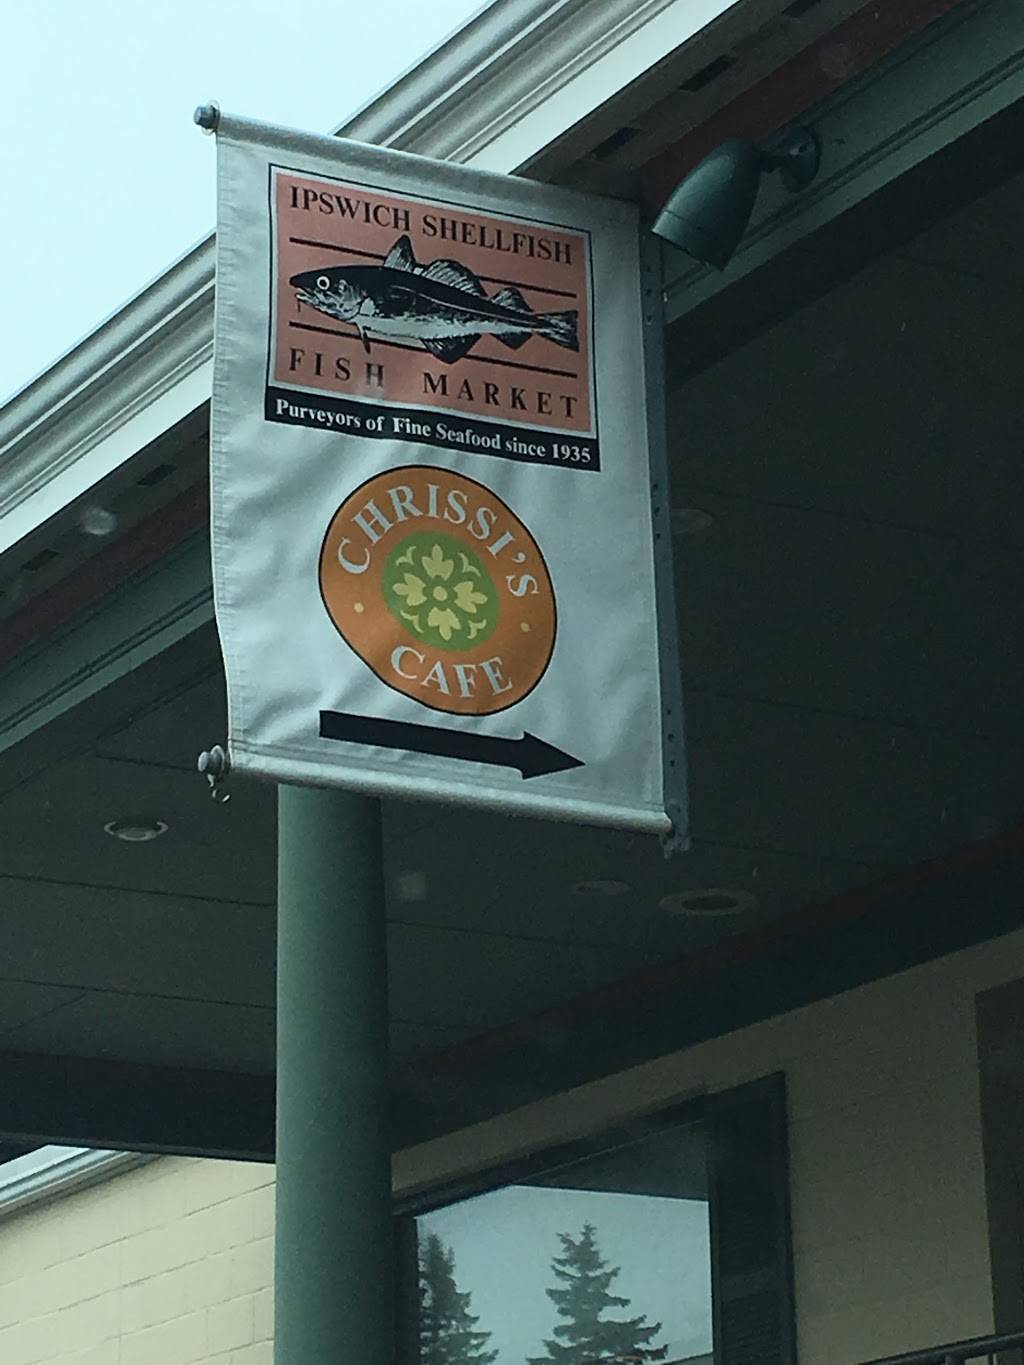 IPSWICH SHELLFISH
FISH MARKET
Purveyors of Fine Seafood since 1935
CHRISSI'S
CAFE